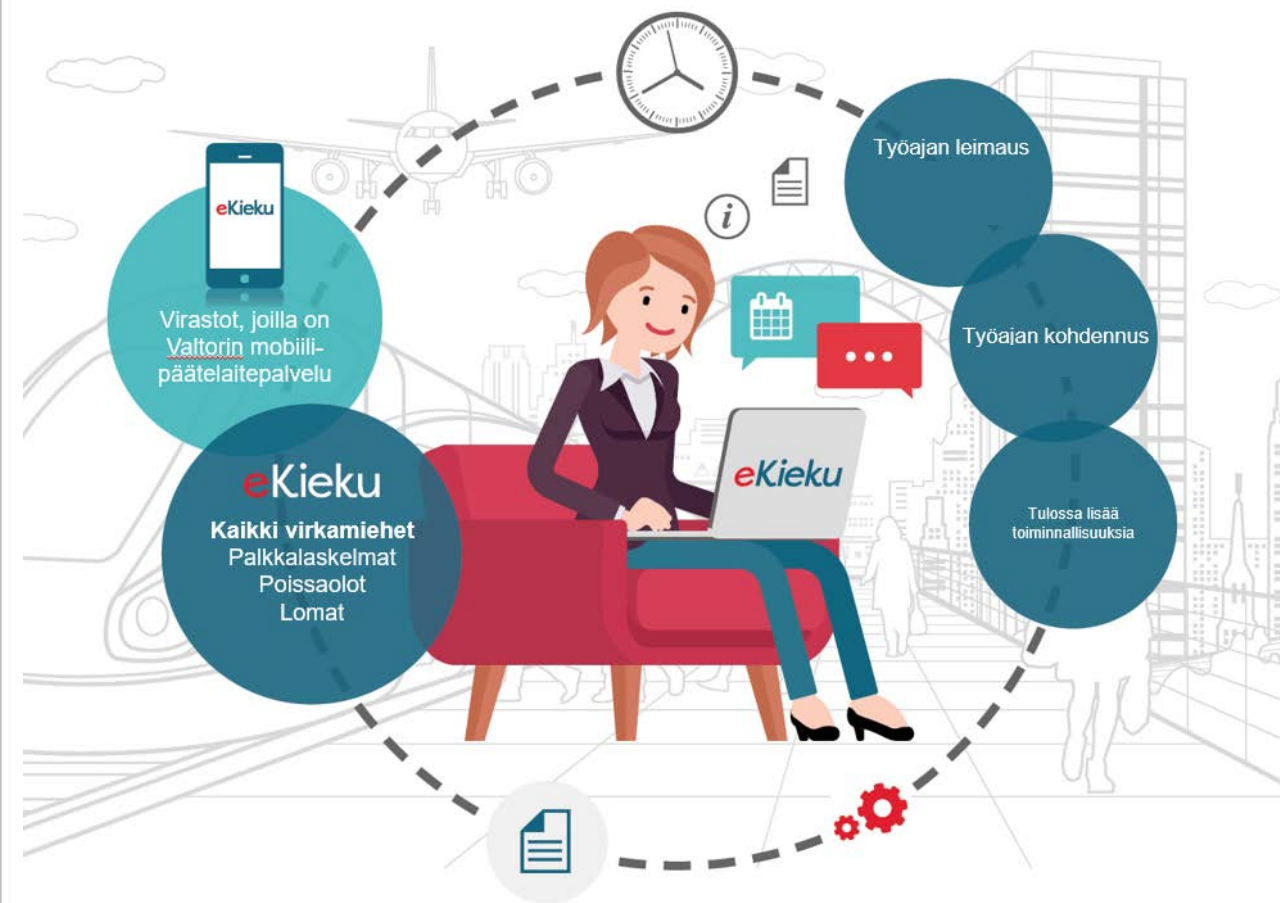 eKieku
Virastot, joilla on
Valtorin mobiili-
päätelaitepalvelu
eKieku
Kaikki virkamiehet
Palkkalaskelmat
Poissaolot
Lomat
i
eKieku
Työajan leimaus
Työajan kohdennus
Tulossa lisää
toiminnallisuuksia